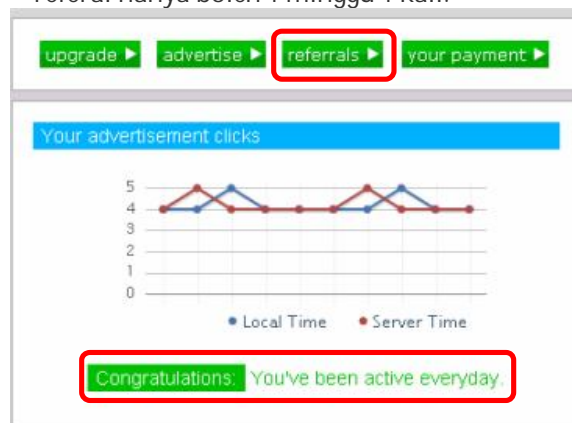 upgrade ▶ advertise ▶ referrals ▶ your payment ▶
Your advertisement clicks
5
4
3
2
1
0
Local Time Server Time
Congratulations: You've been active everyday.